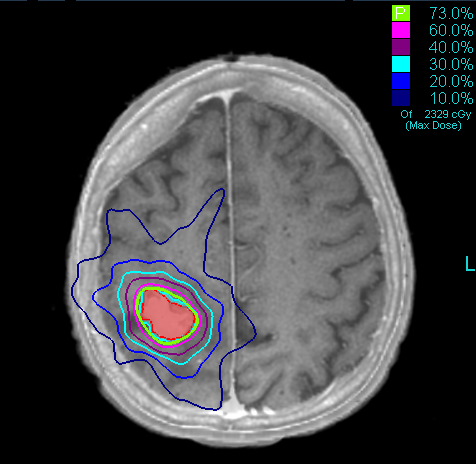 P 73.0%
60.0%
40.0%
30.0%
20.0%
10.0%
Of 2329 cGy
(Max Dose)
L